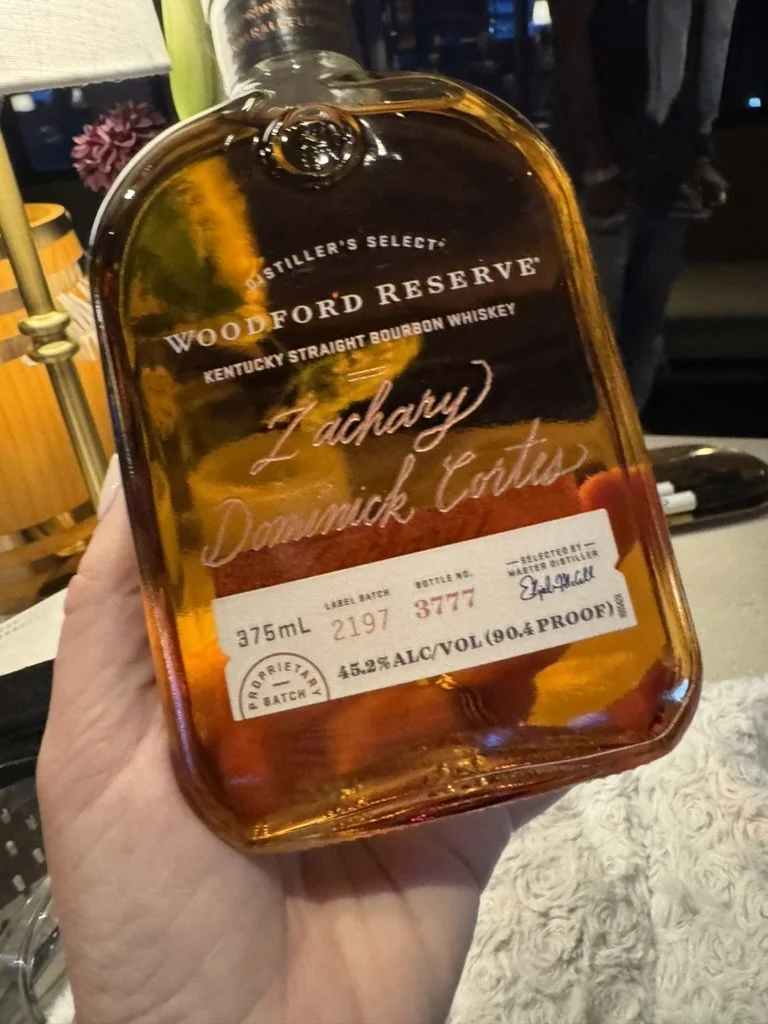 DISTILLER'S SELECT®
WOODFORD RESERVE®
KENTUCKY STRAIGHT BOURBON WHISKEY
Zachary
Dominick Cortes
375mL
LABEL BATCH
2197
BOTTLE NO.
3777
SELECTED BY
MASTER DISTILLER
PROPRIETARY
BATCH
45.2% ALC/VOL (90.4 PROOF)